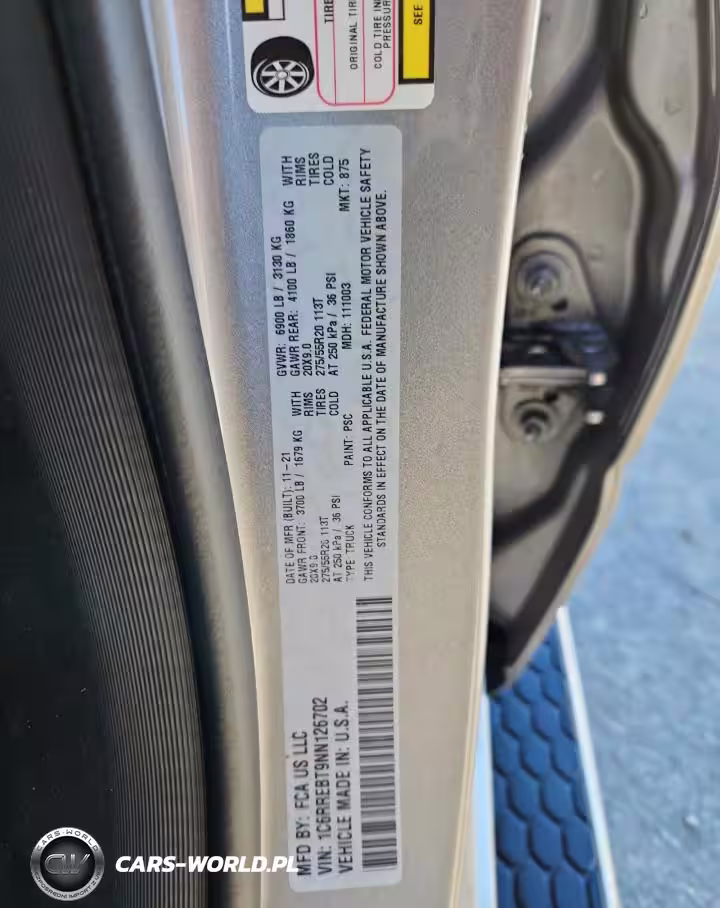 TIRE
ORIGINAL TIR
COLD TIRE IN
PRESSUR
SEE
MFD BY: FCA US LLC
VIN: 1C6RREBT9NN126702
VEHICLE MADE IN: U.S.A.
DATE OF MFR (BUILT): 11-21
GAWR FRONT: 3700 LB / 1679 KG WITH
20X9.0 RIMS
275/55R20 113T TIRES
AT 250 kPa / 36 PSI COLD
TYPE TRUCK PAINT: PSC
GVWR: 6900 LB / 3130 KG
GAWR REAR: 4100 LB / 1860 KG WITH
20X9.0 RIMS
275/55R20 113T TIRES
AT 250 kPa / 36 PSI COLD
MDH: 111003 MKT: 875
THIS VEHICLE CONFORMS TO ALL APPLICABLE U.S.A. FEDERAL MOTOR VEHICLE SAFETY
STANDARDS IN EFFECT ON THE DATE OF MANUFACTURE SHOWN ABOVE.
CARS-WORLD
CW
CARS-WORLD.PL